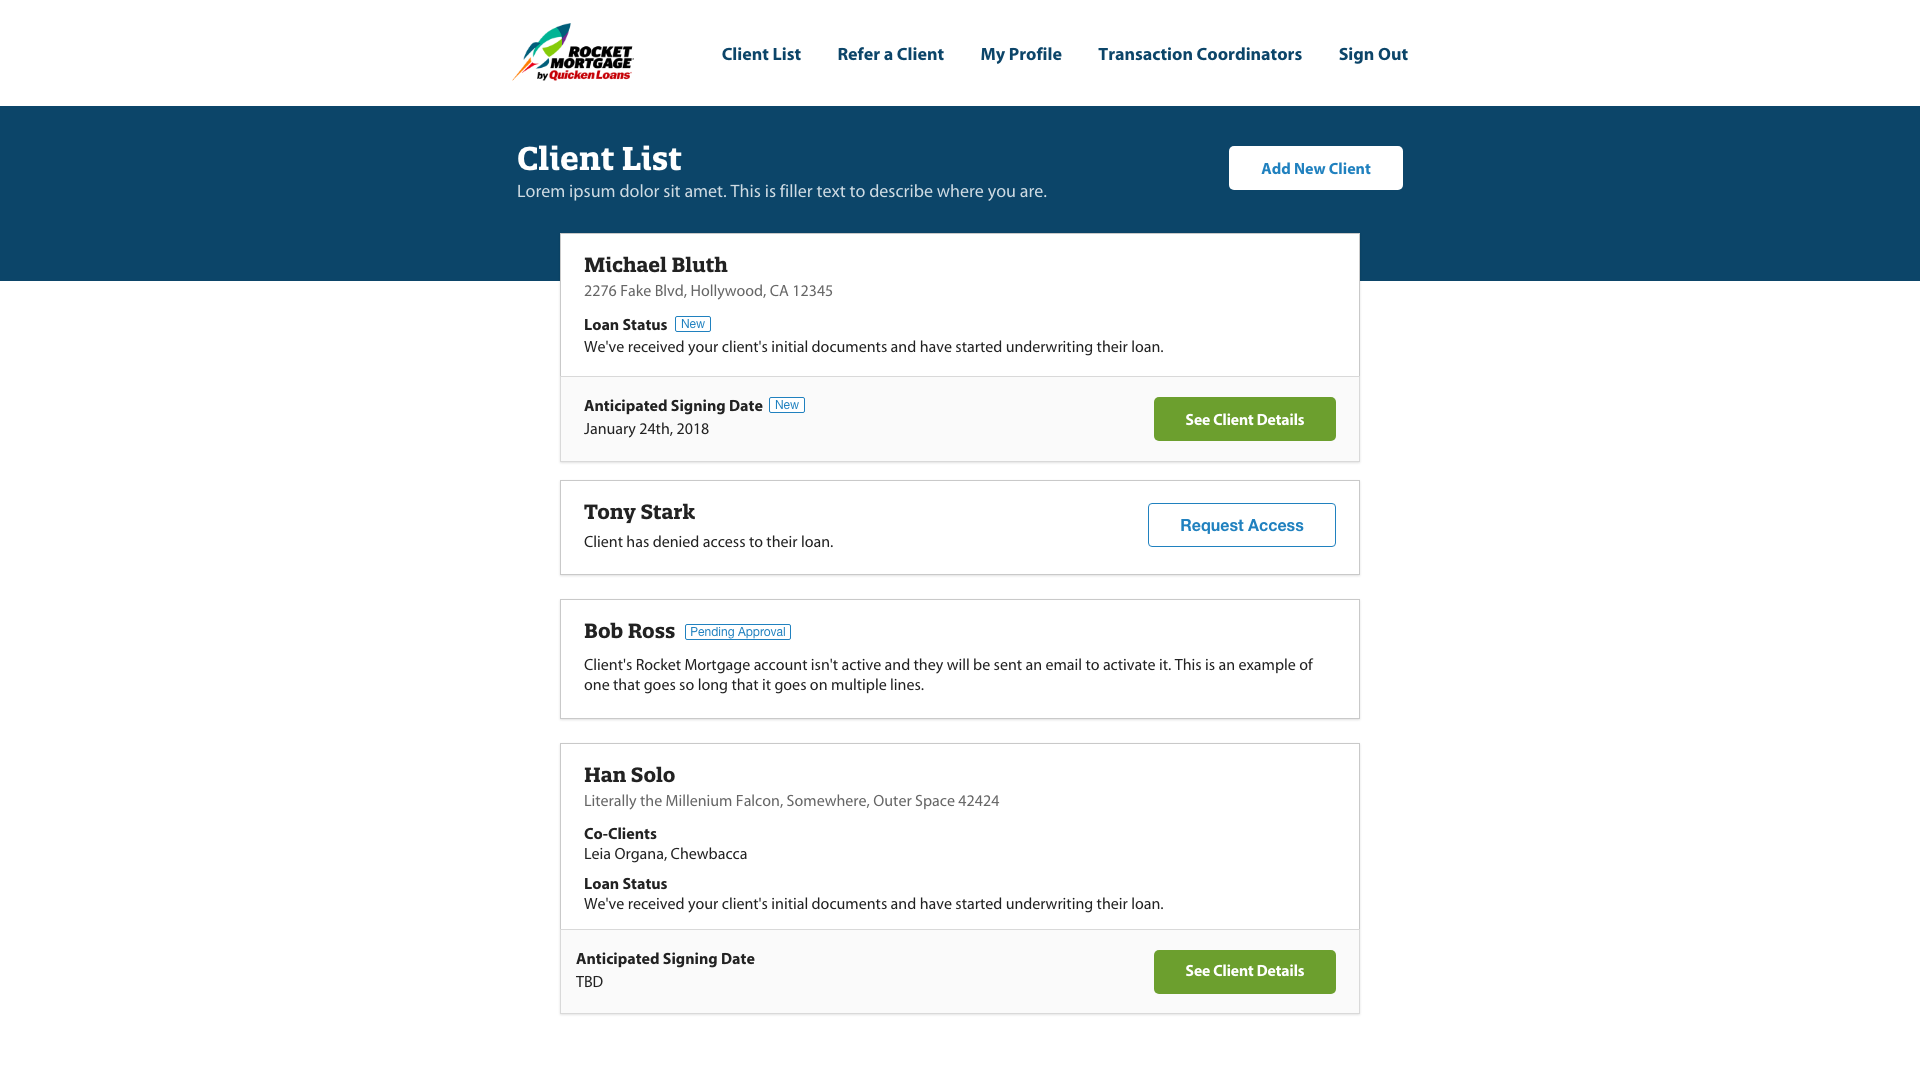 ROCKET
MORTGAGE
by Quicken Loans
Client List
Refer a Client
My Profile
Transaction Coordinators
Sign Out
Client List
Lorem ipsum dolor sit amet. This is filler text to describe where you are.
Add New Client
Michael Bluth
2276 Fake Blvd, Hollywood, CA 12345
Loan Status New
We've received your client's initial documents and have started underwriting their loan.
Anticipated Signing Date New
January 24th, 2018
See Client Details
Tony Stark
Client has denied access to their loan.
Request Access
Bob Ross Pending Approval
Client's Rocket Mortgage account isn't active and they will be sent an email to activate it. This is an example of
one that goes so long that it goes on multiple lines.
Han Solo
Literally the Millenium Falcon, Somewhere, Outer Space 42424
Co-Clients
Leia Organa, Chewbacca
Loan Status
We've received your client's initial documents and have started underwriting their loan.
Anticipated Signing Date
TBD
See Client Details